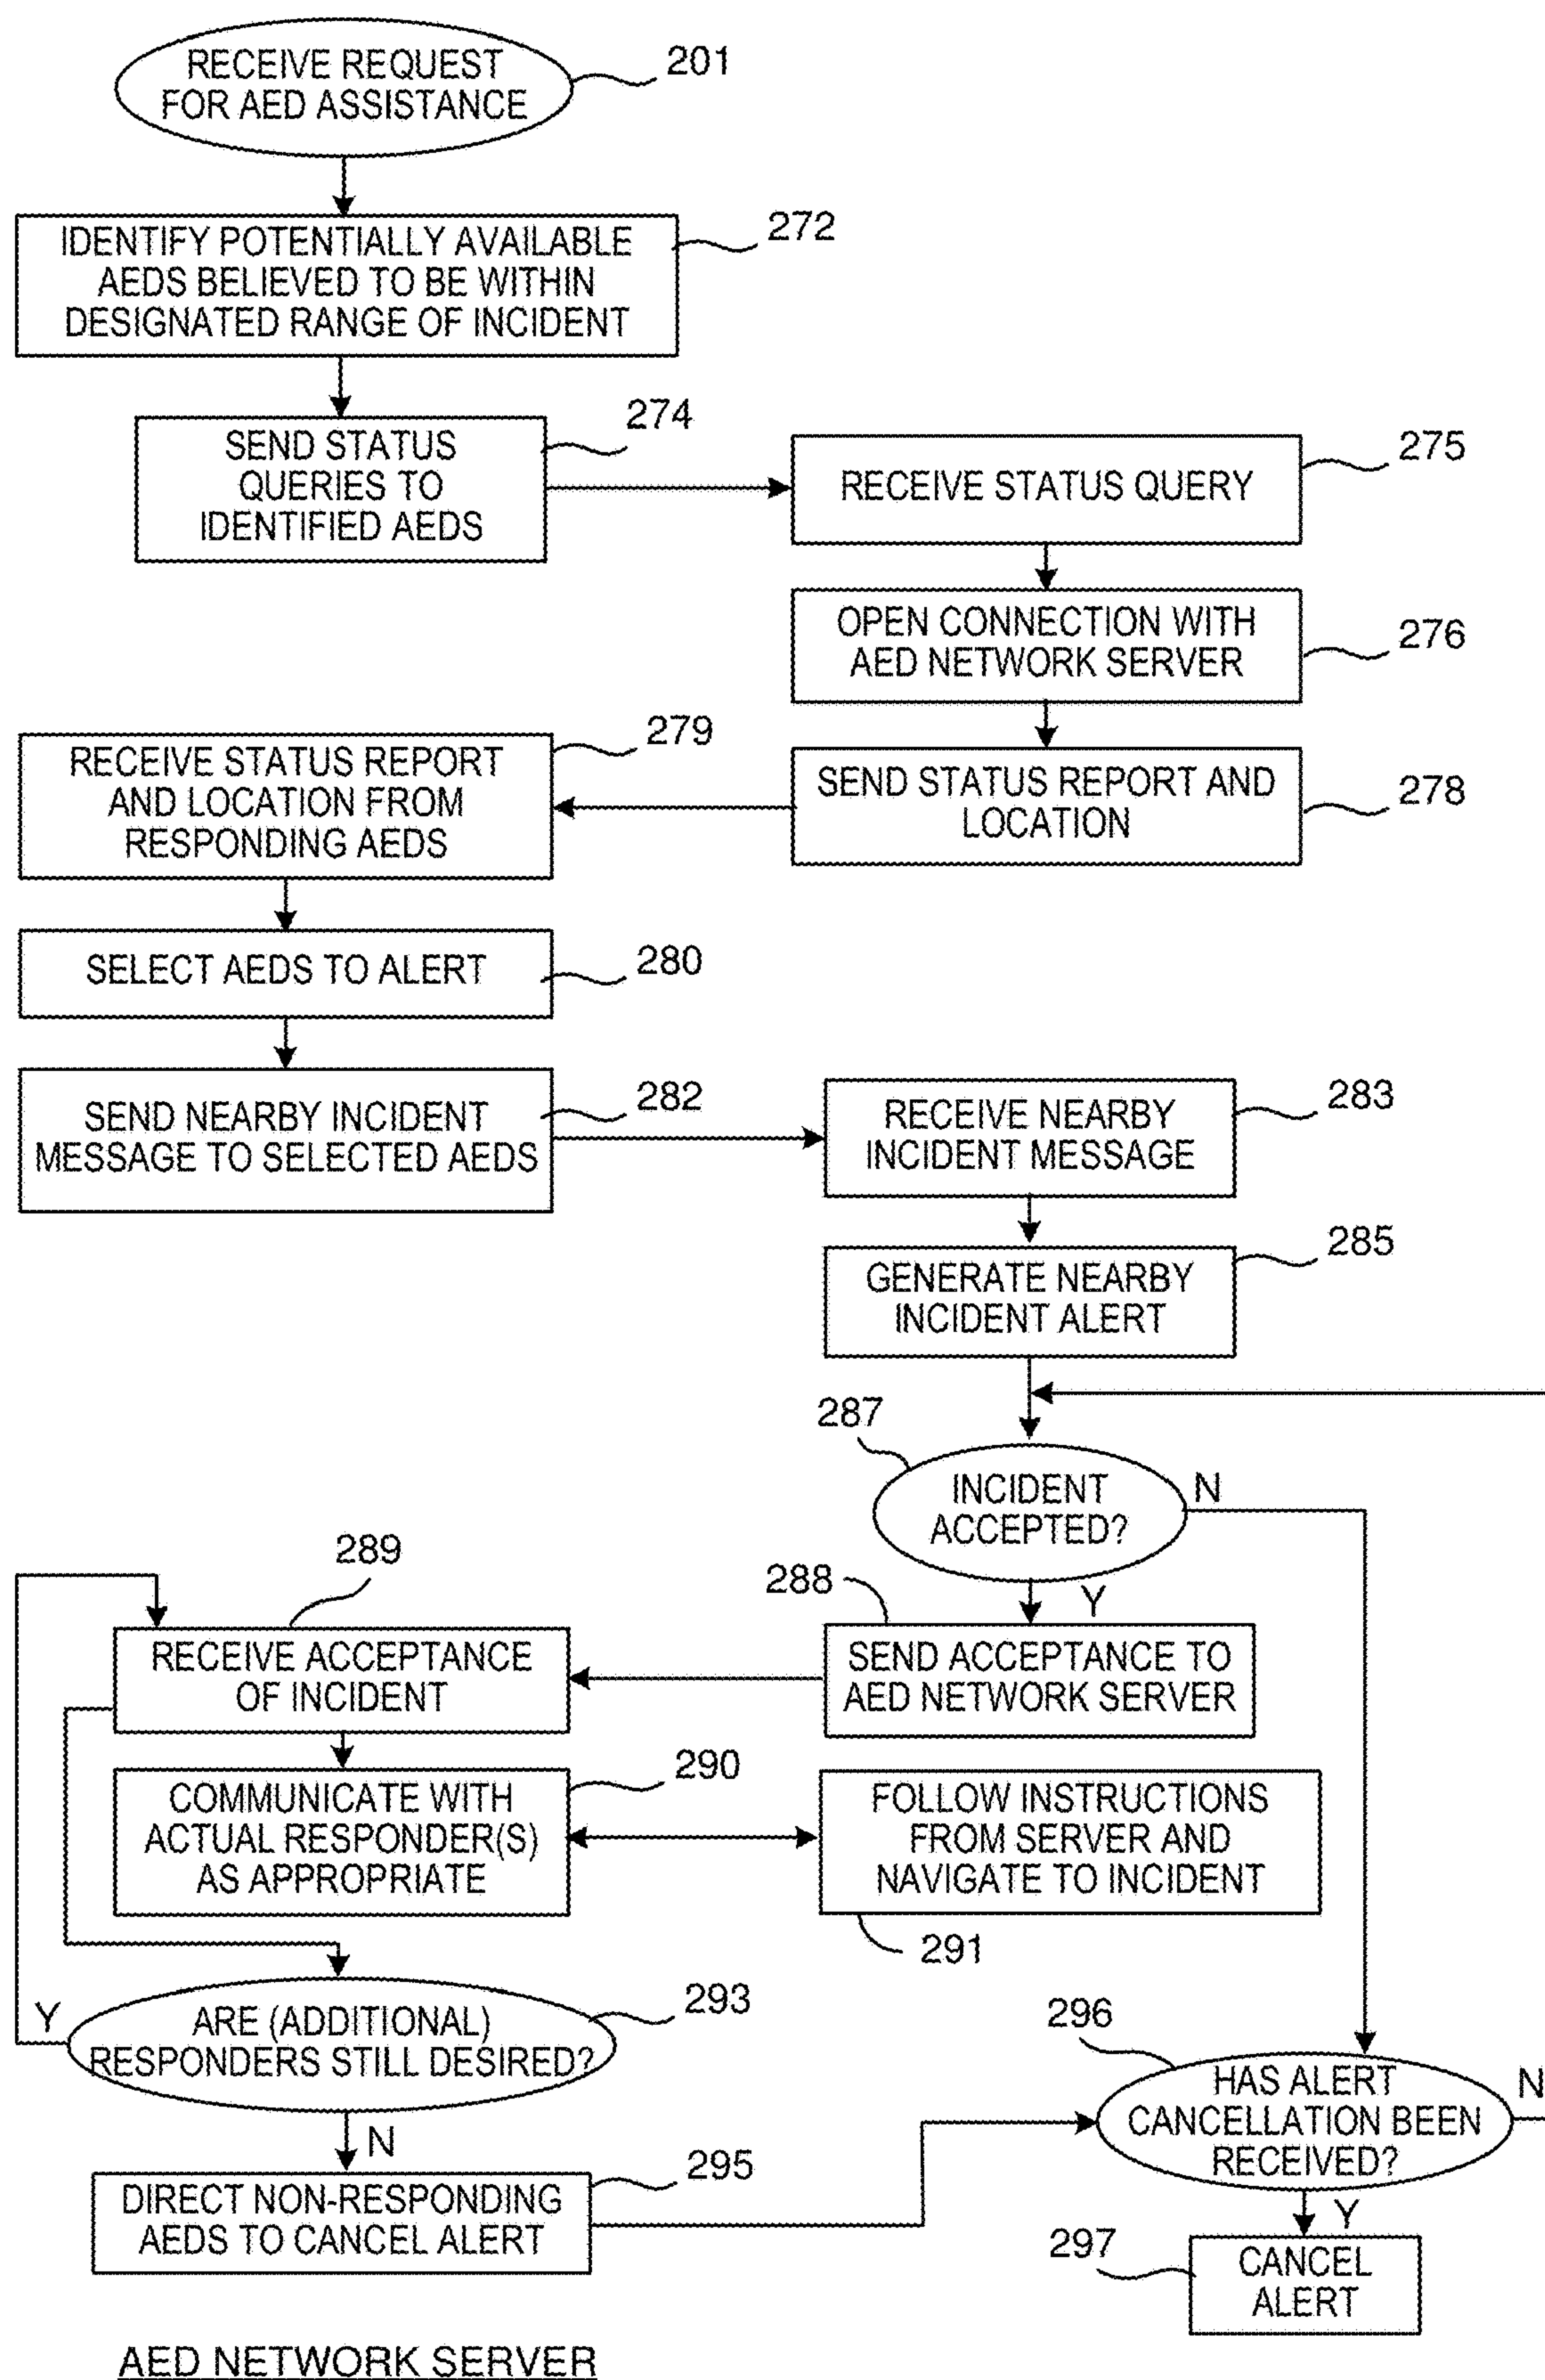 RECEIVE REQUEST
FOR AED ASSISTANCE
201
IDENTIFY POTENTIALLY AVAILABLE
AEDS BELIEVED TO BE WITHIN
DESIGNATED RANGE OF INCIDENT
272
SEND STATUS
QUERIES TO
IDENTIFIED AEDS
274
RECEIVE STATUS QUERY
275
OPEN CONNECTION WITH
AED NETWORK SERVER
276
SEND STATUS REPORT AND
LOCATION
278
RECEIVE STATUS REPORT
AND LOCATION FROM
RESPONDING AEDS
279
SELECT AEDS TO ALERT
280
SEND NEARBY INCIDENT
MESSAGE TO SELECTED AEDS
282
RECEIVE NEARBY
INCIDENT MESSAGE
283
GENERATE NEARBY
INCIDENT ALERT
285
287
INCIDENT
ACCEPTED?
N
Y
288
SEND ACCEPTANCE TO
AED NETWORK SERVER
289
RECEIVE ACCEPTANCE
OF INCIDENT
COMMUNICATE WITH
ACTUAL RESPONDER(S)
AS APPROPRIATE
290
FOLLOW INSTRUCTIONS
FROM SERVER AND
NAVIGATE TO INCIDENT
291
ARE (ADDITIONAL)
RESPONDERS STILL DESIRED?
293
Y
N
DIRECT NON-RESPONDING
AEDS TO CANCEL ALERT
295
296
HAS ALERT
CANCELLATION BEEN
RECEIVED?
N
Y
297
CANCEL
ALERT
AED NETWORK SERVER